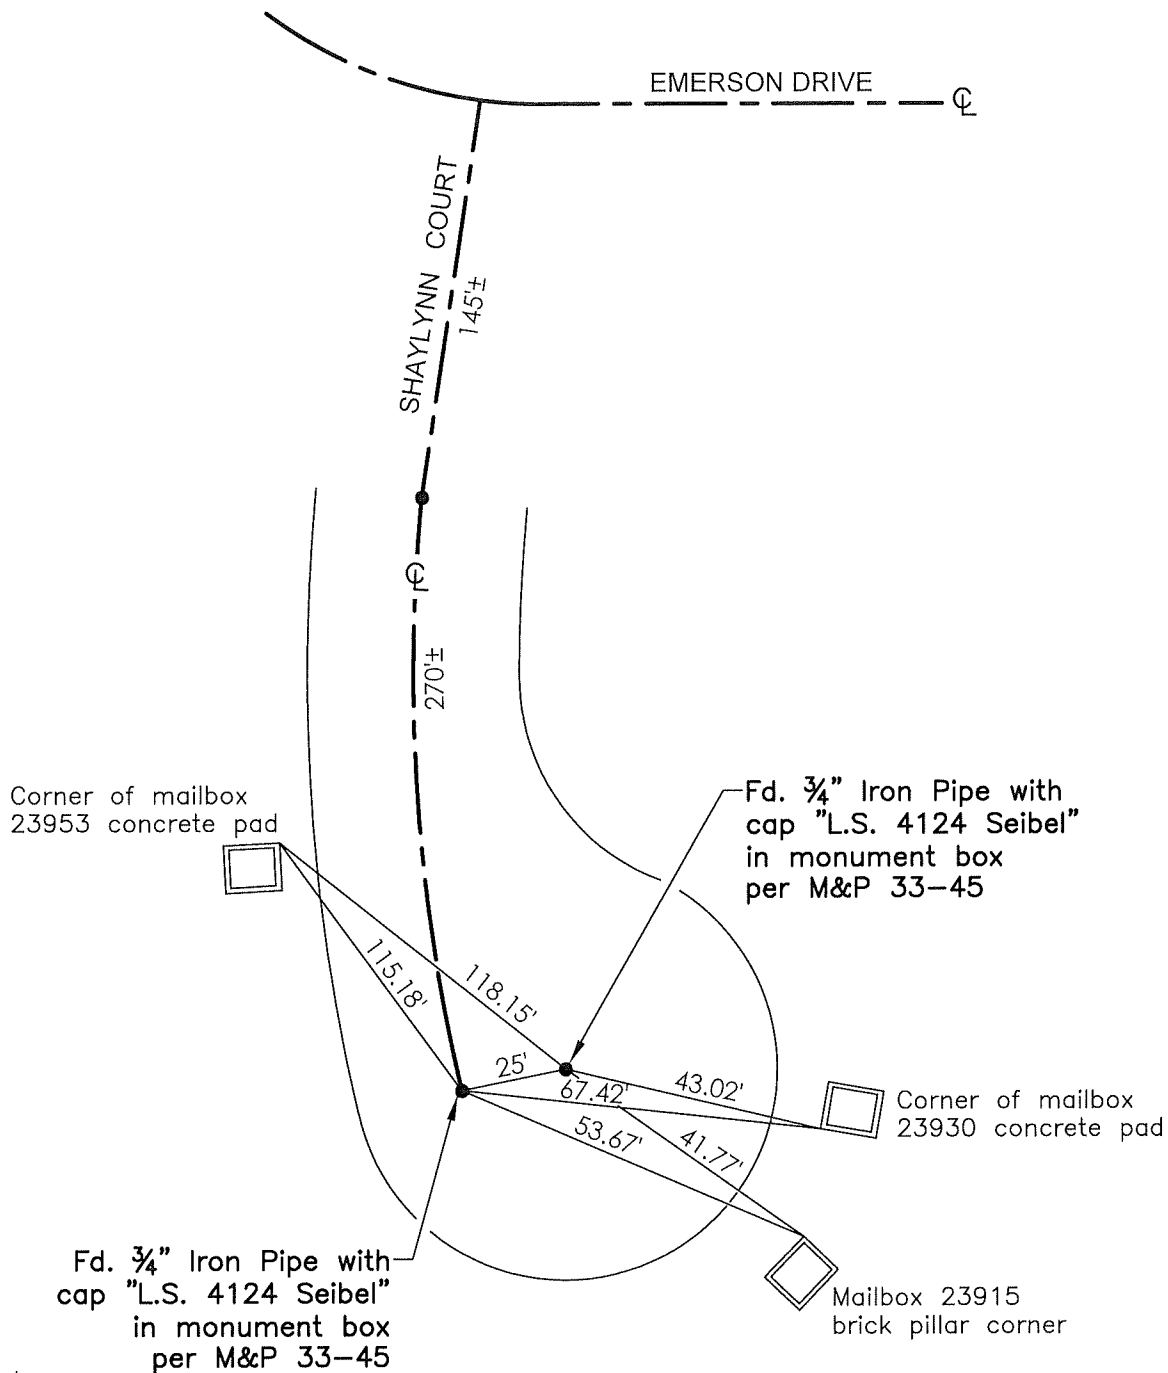 EMERSON DRIVE
℄
SHAYLYNN COURT
145'±
℄
270'±
Corner of mailbox
23953 concrete pad
Fd. ¾" Iron Pipe with
cap "L.S. 4124 Seibel"
in monument box
per M&P 33-45
115.18'
118.15'
25'
67.42'
43.02'
53.67'
41.77'
Corner of mailbox
23930 concrete pad
Fd. ¾" Iron Pipe with
cap "L.S. 4124 Seibel"
in monument box
per M&P 33-45
Mailbox 23915
brick pillar corner